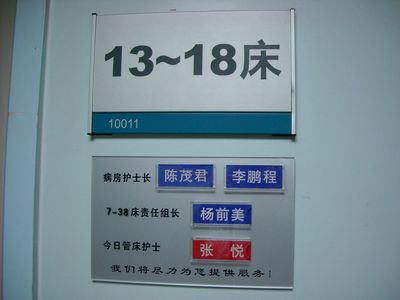 13~18床
10011
病房护士长 陈茂君 李鹏程
7-38床责任组长 杨前美
今日管床护士 张悦
我们将尽力为您提供服务!